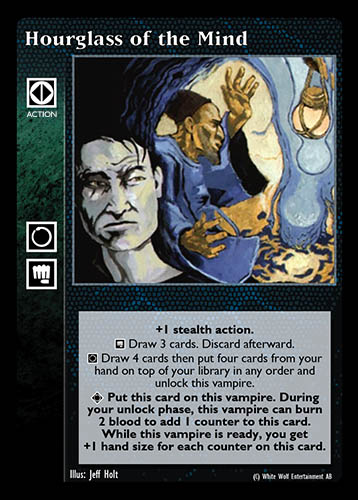 Hourglass of the Mind
ACTION
+1 stealth action.
Draw 3 cards. Discard afterward.
Draw 4 cards then put four cards from your
hand on top of your library in any order and
unlock this vampire.
Put this card on this vampire. During
your unlock phase, this vampire can burn
2 blood to add 1 counter to this card.
While this vampire is ready, you get
+1 hand size for each counter on this card.
Illus: Jeff Holt
(C) White Wolf Entertainment AB